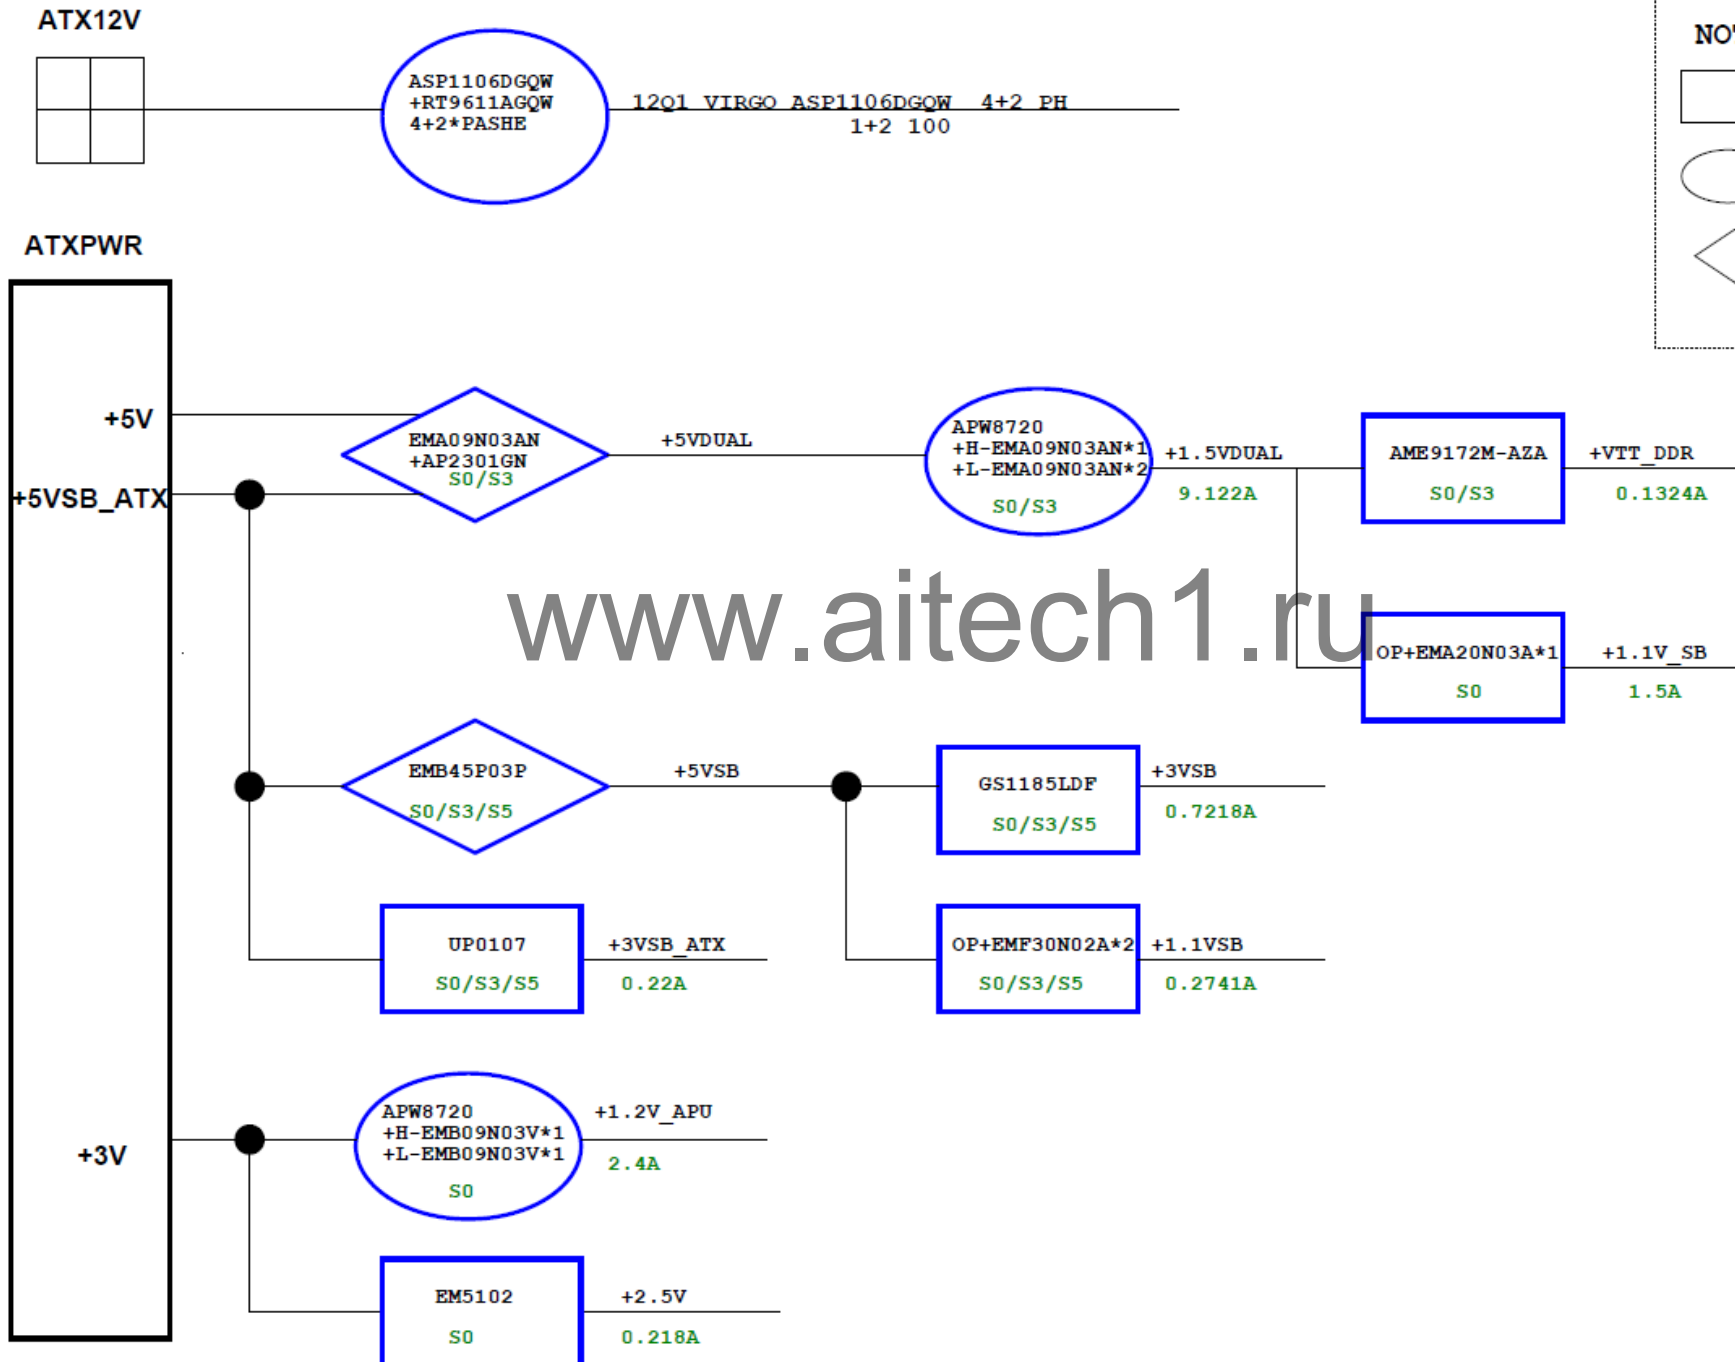 ATX12V
ASP1106DGQW
+RT9611AGQW
4+2*PASHE
12Q1 VIRGO ASP1106DGQW 4+2 PH
1+2 100
ATXPWR
+5V
+5VSB_ATX
+3V
EMA09N03AN
+AP2301GN
S0/S3
+5VDUAL
APW8720
+H-EMA09N03AN*1
+L-EMA09N03AN*2
S0/S3
+1.5VDUAL
9.122A
AME9172M-AZA
S0/S3
+VTT_DDR
0.1324A
www.aitech1.ru
OP+EMA20N03A*1
S0
+1.1V_SB
1.5A
EMB45P03P
S0/S3/S5
+5VSB
GS1185LDF
S0/S3/S5
+3VSB
0.7218A
UP0107
S0/S3/S5
+3VSB_ATX
0.22A
OP+EMF30N02A*2
S0/S3/S5
+1.1VSB
0.2741A
APW8720
+H-EMB09N03V*1
+L-EMB09N03V*1
S0
+1.2V_APU
2.4A
EM5102
S0
+2.5V
0.218A